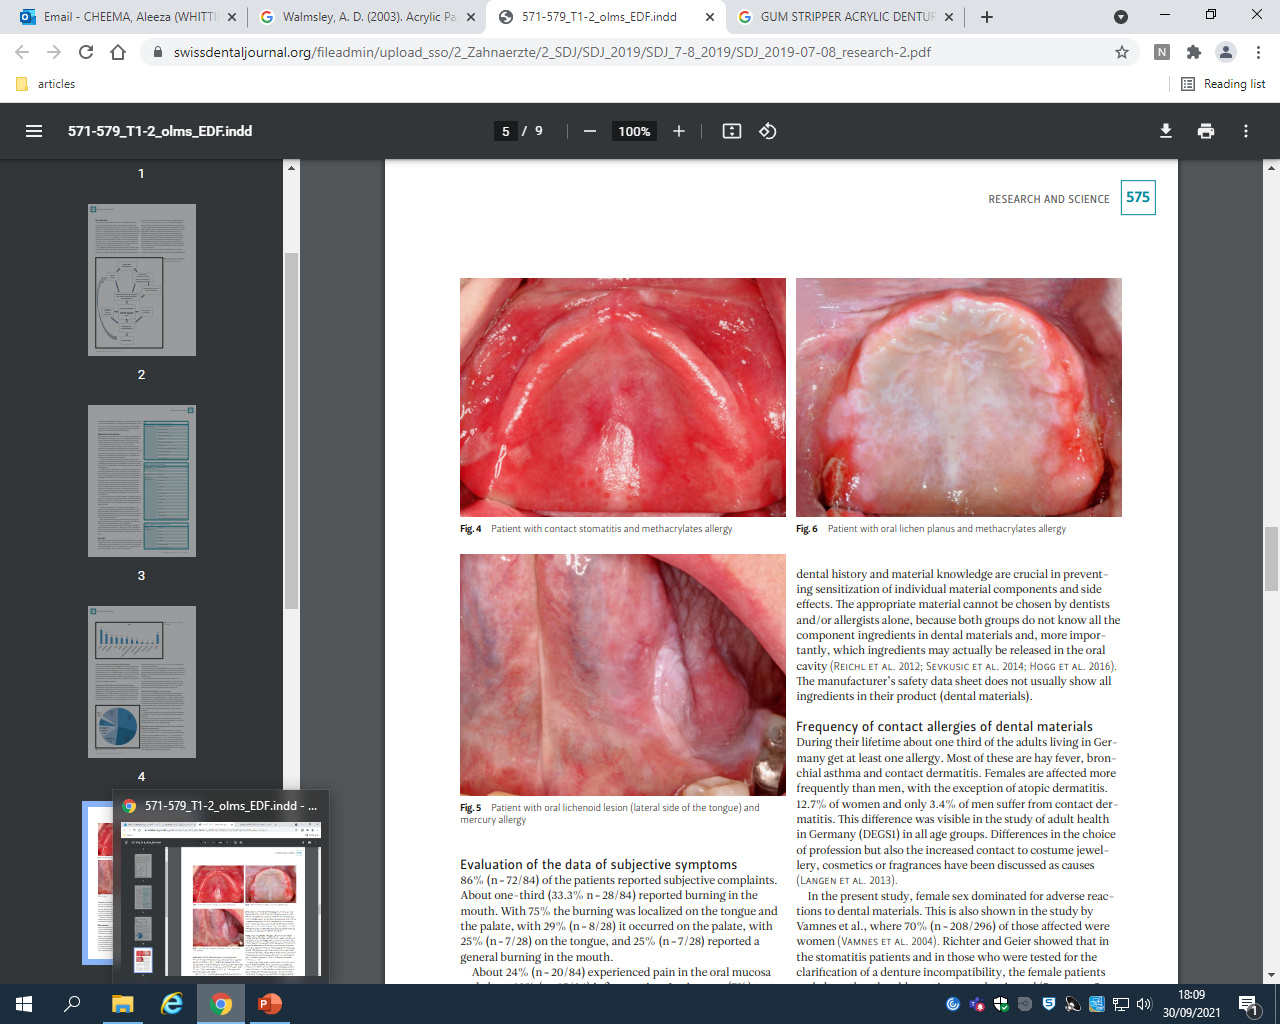 Email - CHEEMA, Aleeza (WHITTI
Walmsley, A. D. (2003). Acrylic Pa
571-579_T1-2_olms_EDF.indd
GUM STRIPPER ACRYLIC DENTUR
swissdentaljournal.org/fileadmin/upload_sso/2_Zahnaerzte/2_SDJ/SDJ_2019/SDJ_7-8_2019/SDJ_2019-07-08_research-2.pdf
articles
Reading list
571-579_T1-2_olms_EDF.indd
5 / 9
100%
1
2
3
4
RESEARCH AND SCIENCE 575
Fig. 4 Patient with contact stomatitis and methacrylates allergy
Fig. 5 Patient with oral lichenoid lesion (lateral side of the tongue) and
mercury allergy
Evaluation of the data of subjective symptoms
86% (n=72/84) of the patients reported subjective complaints.
About one-third (33.3% n=28/84) reported burning in the
mouth. With 75% the burning was localized on the tongue and
the palate, with 29% (n=8/28) it occurred on the palate, with
25% (n=7/28) on the tongue, and 25% (n=7/28) reported a
general burning in the mouth.
About 24% (n=20/84) experienced pain in the oral mucosa
Fig. 6 Patient with oral lichen planus and methacrylates allergy
dental history and material knowledge are crucial in prevent-
ing sensitization of individual material components and side
effects. The appropriate material cannot be chosen by dentists
and/or allergists alone, because both groups do not know all the
component ingredients in dental materials and, more impor-
tantly, which ingredients may actually be released in the oral
cavity (REICHL ET AL. 2012; SEVKUSIC ET AL. 2014; HOGG ET AL. 2016).
The manufacturer's safety data sheet does not usually show all
ingredients in their product (dental materials).
Frequency of contact allergies of dental materials
During their lifetime about one third of the adults living in Ger-
many get at least one allergy. Most of these are hay fever, bron-
chial asthma and contact dermatitis. Females are affected more
frequently than men, with the exception of atopic dermatitis.
12.7% of women and only 3.4% of men suffer from contact der-
matitis. This difference was visible in the study of adult health
in Germany (DEGS1) in all age groups. Differences in the choice
of profession but also the increased contact to costume jewel-
lery, cosmetics or fragrances have been discussed as causes
(LANGEN ET AL. 2013).
In the present study, female sex dominated for adverse reac-
tions to dental materials. This is also shown in the study by
Vamnes et al., where 70% (n=208/296) of those affected were
women (VAMNES ET AL. 2004). Richter and Geier showed that in
the stomatitis patients and in those who were tested for the
clarification of a denture incompatibility, the female patients
571-579_T1-2_olms_EDF.indd - ...
18:09
30/09/2021
1